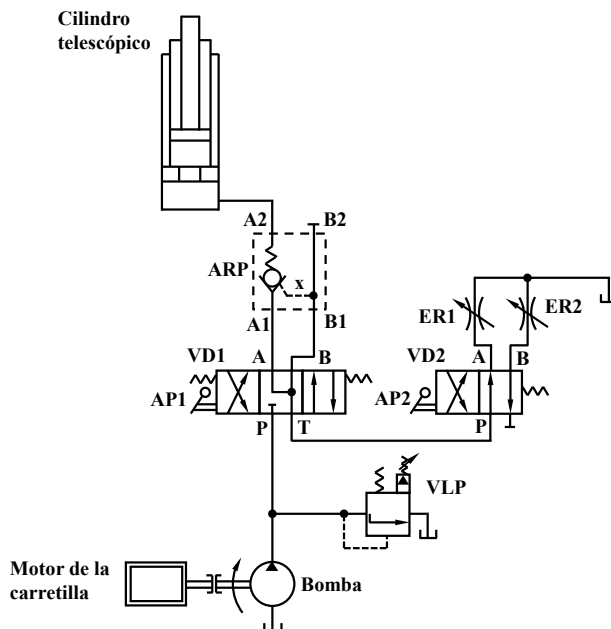 Cilindro
telescópico
A2
B2
ARP
x
A1
B1
ER1
ER2
VD1
A
B
VD2
A
B
AP1
AP2
P
T
P
VLP
Motor de la
carretilla
Bomba